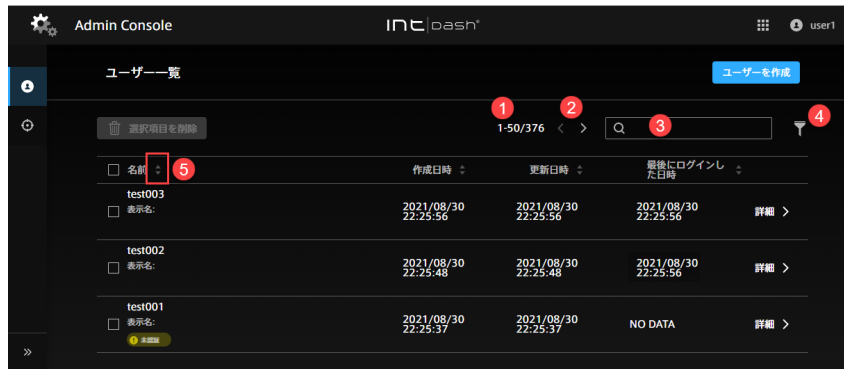 Admin Console
INT|DASH®
user1
ユーザー一覧
ユーザーを作成
選択項目を削除
1
1-50/376
2
3
4
名前
5
作成日時
更新日時
最後にログインし
た日時
test003
表示名:
2021/08/30
22:25:56
2021/08/30
22:25:56
2021/08/30
22:25:56
詳細
test002
表示名:
2021/08/30
22:25:48
2021/08/30
22:25:48
2021/08/30
22:25:56
詳細
test001
表示名:
未認証
2021/08/30
22:25:37
2021/08/30
22:25:37
NO DATA
詳細